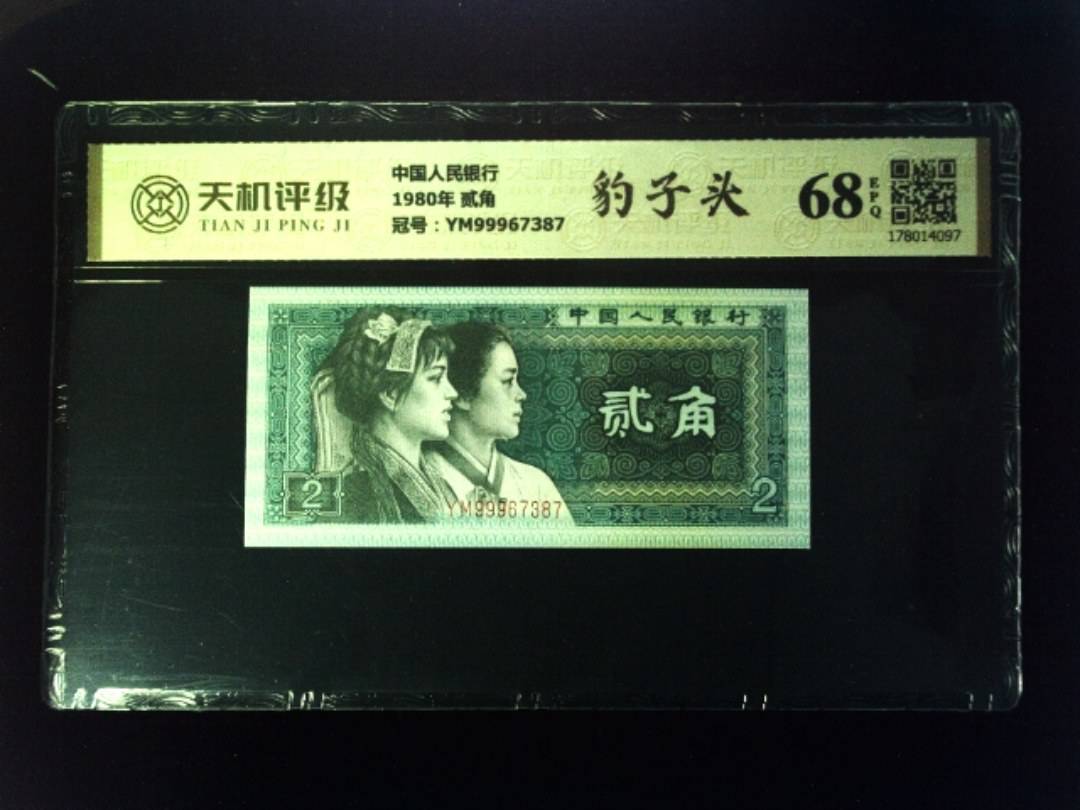 天机评级
TIAN JI PING JI
中国人民银行
1980年 贰角
冠号：YM99967387
豹子头
68
EPQ
178014097
中国人民银行
贰角
2
YM99967387
2